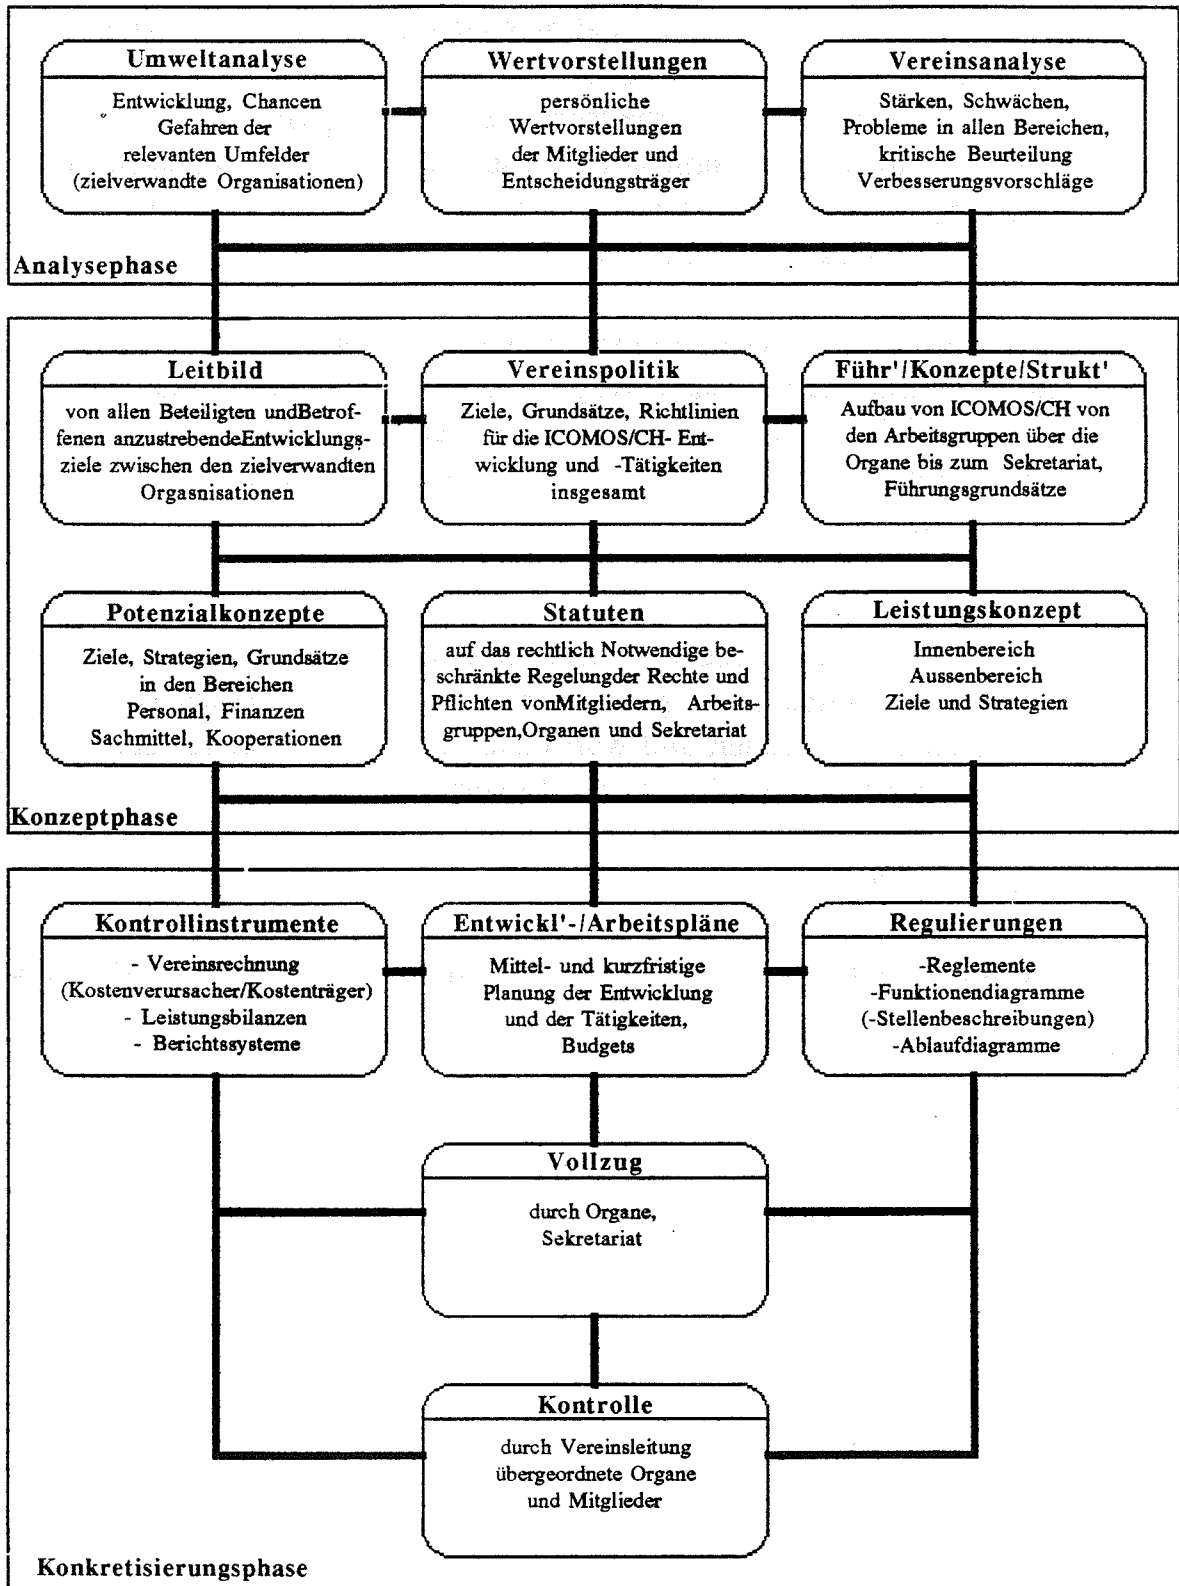 Umweltanalyse
Entwicklung, Chancen
Gefahren der
relevanten Umfelder
(zielverwandte Organisationen)
Wertvorstellungen
persönliche
Wertvorstellungen
der Mitglieder und
Entscheidungsträger
Vereinsanalyse
Stärken, Schwächen,
Probleme in allen Bereichen,
kritische Beurteilung
Verbesserungsvorschläge
Analysephase
Leitbild
von allen Beteiligten undBetrof-
fenen anzustrebendeEntwicklungs-
ziele zwischen den zielverwandten
Orgasnisationen
Vereinspolitik
Ziele, Grundsätze, Richtlinien
für die ICOMOS/CH- Ent-
wicklung und -Tätigkeiten
insgesamt
Führ'/Konzepte/Strukt'
Aufbau von ICOMOS/CH von
den Arbeitsgruppen über die
Organe bis zum Sekretariat,
Führungsgrundsätze
Potenzialkonzepte
Ziele, Strategien, Grundsätze
in den Bereichen
Personal, Finanzen
Sachmittel, Kooperationen
Statuten
auf das rechtlich Notwendige be-
schränkte Regelungder Rechte und
Pflichten vonMitgliedern, Arbeits-
gruppen,Organen und Sekretariat
Leistungskonzept
Innenbereich
Aussenbereich
Ziele und Strategien
Konzeptphase
Kontrollinstrumente
- Vereinsrechnung
(Kostenverursacher/Kostenträger)
- Leistungsbilanzen
- Berichtssysteme
Entwickl'-/Arbeitspläne
Mittel- und kurzfristige
Planung der Entwicklung
und der Tätigkeiten,
Budgets
Regulierungen
-Reglemente
-Funktionendiagramme
(-Stellenbeschreibungen)
-Ablaufdiagramme
Vollzug
durch Organe,
Sekretariat
Kontrolle
durch Vereinsleitung
übergeordnete Organe
und Mitglieder
Konkretisierungsphase